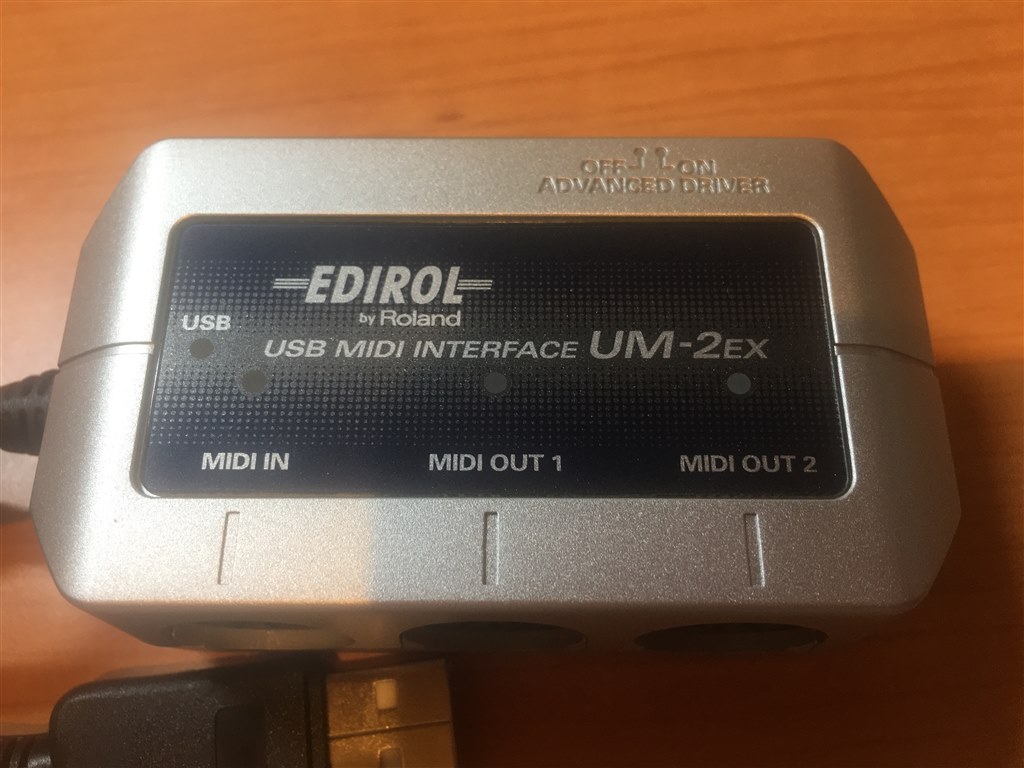 OFF ON
ADVANCED DRIVER
EDIROL
by Roland
USB
USB MIDI INTERFACE UM-2EX
MIDI IN MIDI OUT 1 MIDI OUT 2